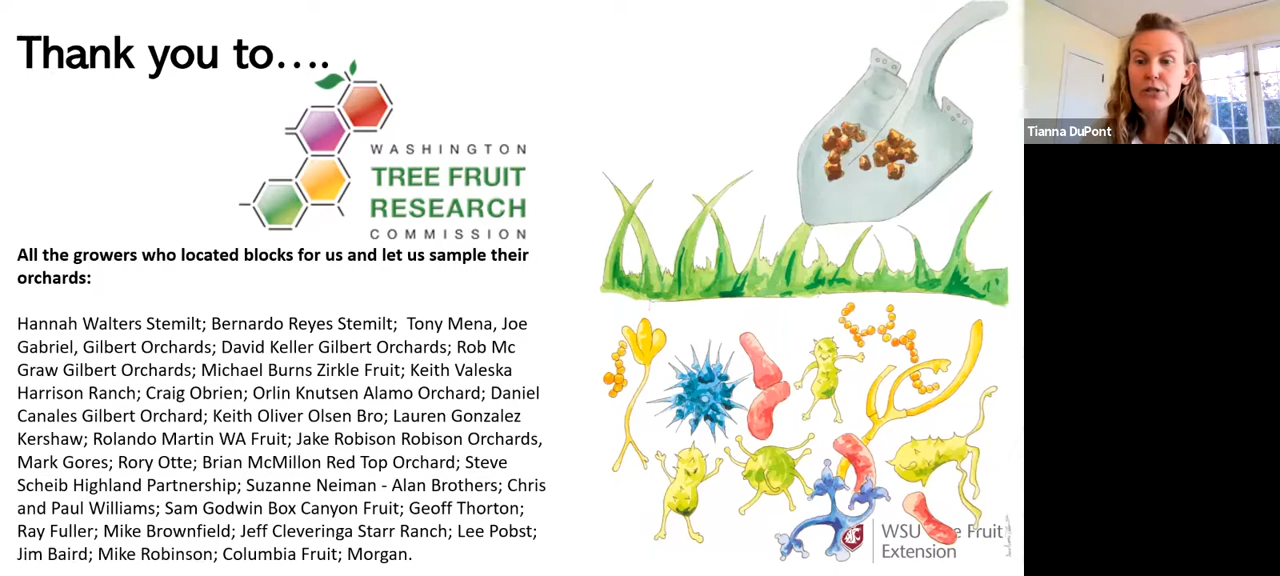 Thank you to....
WASHINGTON
TREE FRUIT
RESEARCH
COMMISSION
All the growers who located blocks for us and let us sample their
orchards:
Hannah Walters Stemilt; Bernardo Reyes Stemilt; Tony Mena, Joe
Gabriel, Gilbert Orchards; David Keller Gilbert Orchards; Rob Mc
Graw Gilbert Orchards; Michael Burns Zirkle Fruit; Keith Valeska
Harrison Ranch; Craig Obrien; Orlin Knutsen Alamo Orchard; Daniel
Canales Gilbert Orchard; Keith Oliver Olsen Bro; Lauren Gonzalez
Kershaw; Rolando Martin WA Fruit; Jake Robison Robison Orchards,
Mark Gores; Rory Otte; Brian McMillon Red Top Orchard; Steve
Scheib Highland Partnership; Suzanne Neiman - Alan Brothers; Chris
and Paul Williams; Sam Godwin Box Canyon Fruit; Geoff Thorton;
Ray Fuller; Mike Brownfield; Jeff Cleveringa Starr Ranch; Lee Pobst;
Jim Baird; Mike Robinson; Columbia Fruit; Morgan.
Tianna DuPont
WSU Fruit
Extension